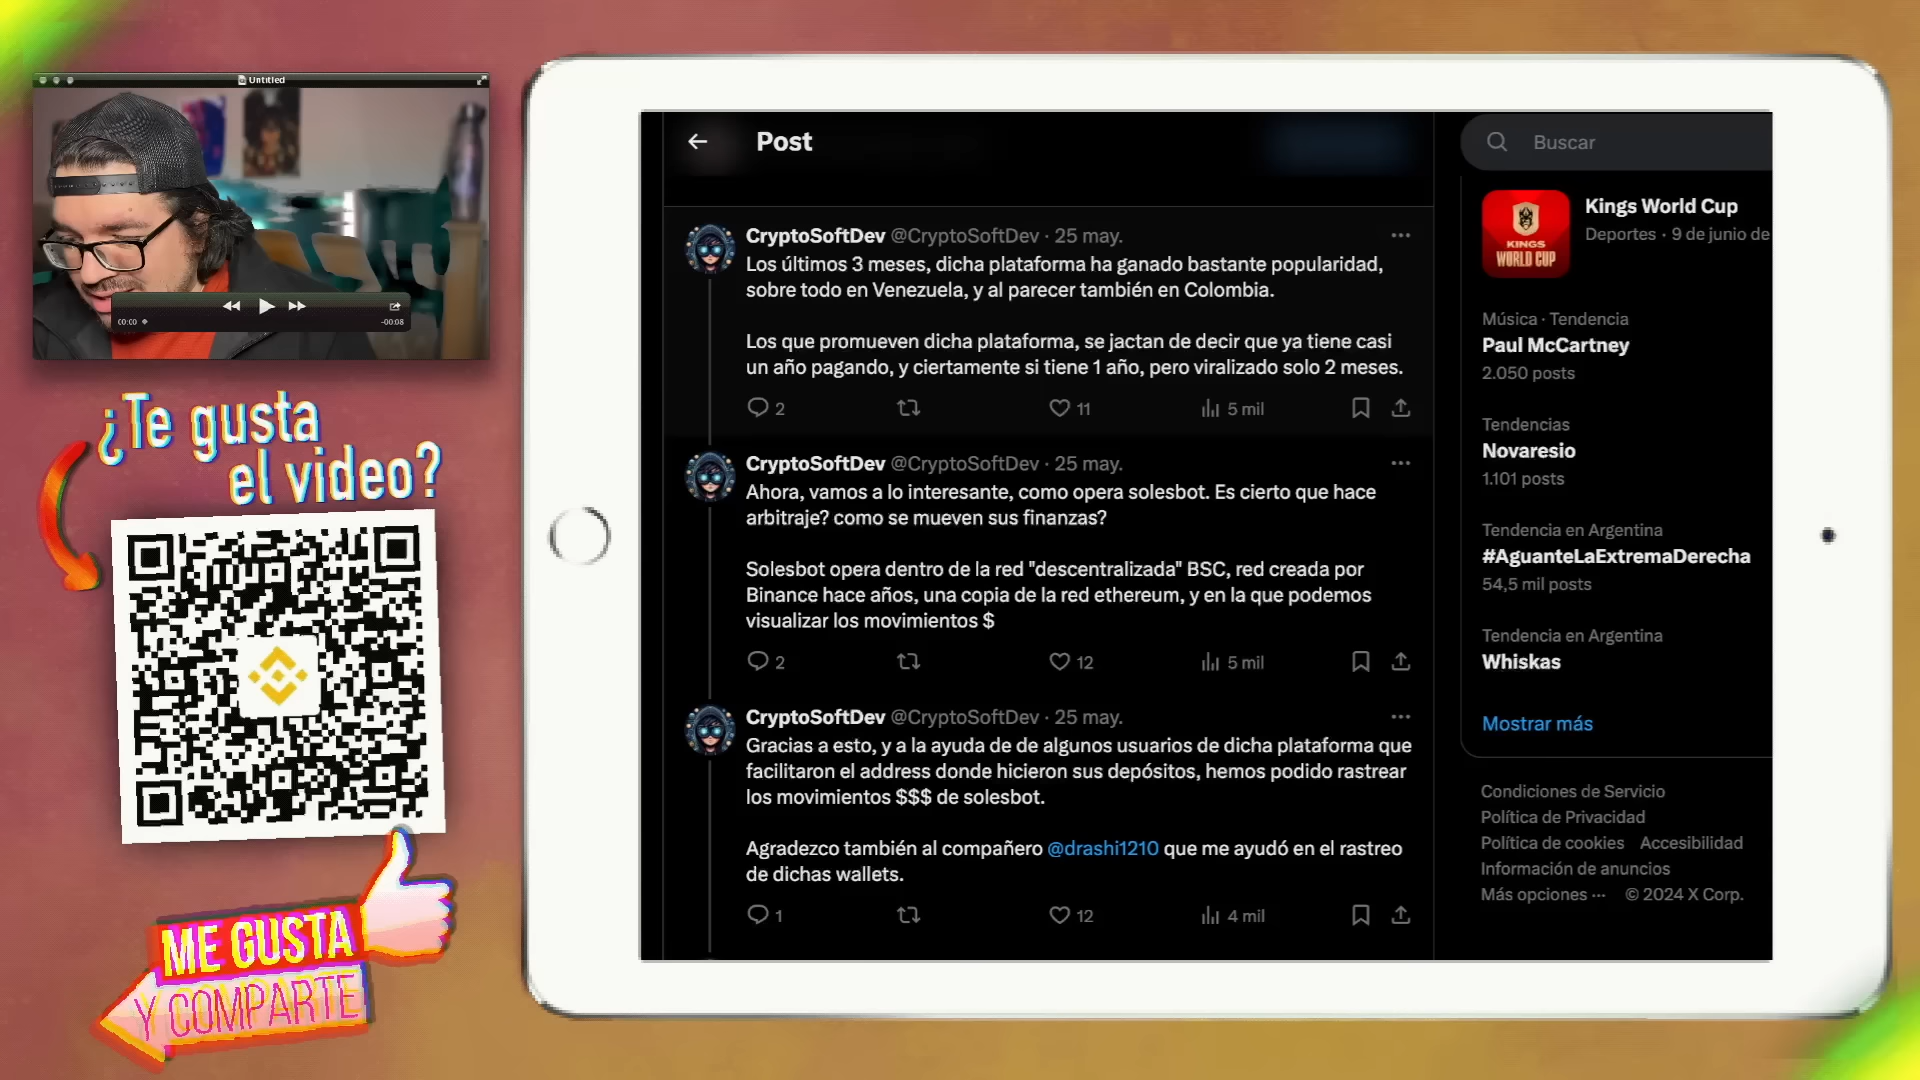 Untitled
00:00
-00:08
¿Te gusta
el video?
ME GUSTA
Y COMPARTE
Post
CryptoSoftDev @CryptoSoftDev · 25 may.
Los últimos 3 meses, dicha plataforma ha ganado bastante popularidad,
sobre todo en Venezuela, y al parecer también en Colombia.
Los que promueven dicha plataforma, se jactan de decir que ya tiene casi
un año pagando, y ciertamente si tiene 1 año, pero viralizado solo 2 meses.
2 11 5 mil
CryptoSoftDev @CryptoSoftDev · 25 may.
Ahora, vamos a lo interesante, como opera solesbot. Es cierto que hace
arbitraje? como se mueven sus finanzas?
Solesbot opera dentro de la red "descentralizada" BSC, red creada por
Binance hace años, una copia de la red ethereum, y en la que podemos
visualizar los movimientos $
2 12 5 mil
CryptoSoftDev @CryptoSoftDev · 25 may.
Gracias a esto, y a la ayuda de de algunos usuarios de dicha plataforma que
facilitaron el address donde hicieron sus depósitos, hemos podido rastrear
los movimientos $$$ de solesbot.
Agradezco también al compañero @drashi1210 que me ayudó en el rastreo
de dichas wallets.
1 12 4 mil
Buscar
KINGS
WORLD CUP
Kings World Cup
Deportes · 9 de junio de
Música · Tendencia
Paul McCartney
2.050 posts
Tendencias
Novaresio
1.101 posts
Tendencia en Argentina
#AguanteLaExtremaDerecha
54,5 mil posts
Tendencia en Argentina
Whiskas
Mostrar más
Condiciones de Servicio
Política de Privacidad
Política de cookies Accesibilidad
Información de anuncios
Más opciones ··· © 2024 X Corp.